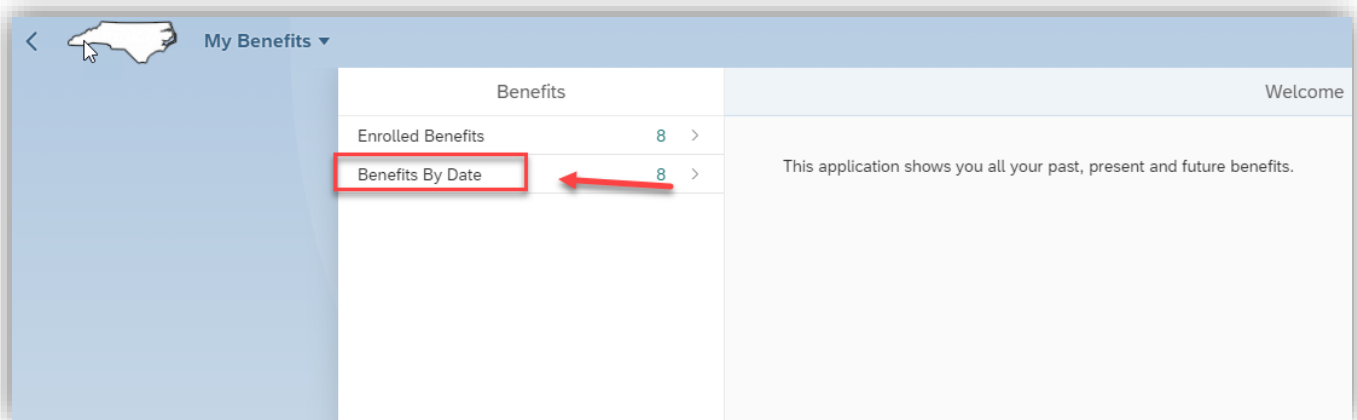 My Benefits
Benefits
Welcome
Enrolled Benefits 8
Benefits By Date 8
This application shows you all your past, present and future benefits.